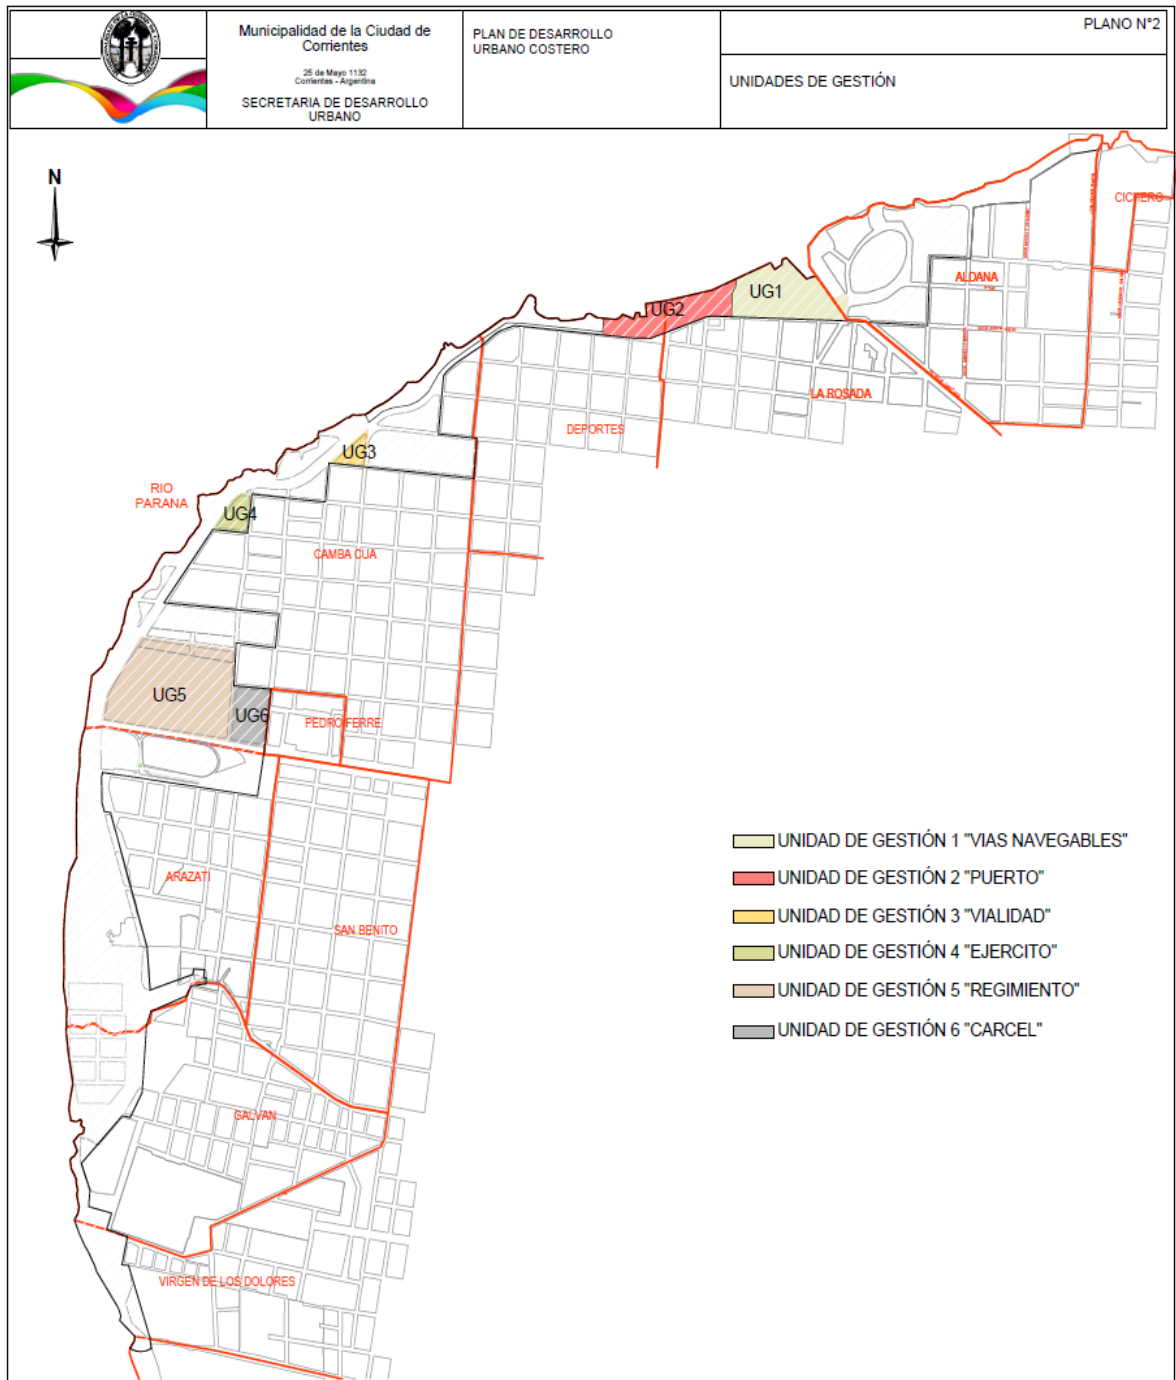 Municipalidad de la Ciudad de
Corrientes
25 de Mayo 1132
Corrientes - Argentina
SECRETARIA DE DESARROLLO
URBANO
PLAN DE DESARROLLO
URBANO COSTERO
PLANO N°2
UNIDADES DE GESTIÓN
N
CICHERO
ALDANA
UG1
UG2
LA ROSADA
DEPORTES
UG3
RIO
PARANA
UG4
CAMBA CUA
UG5
UG6
PEDRO FERRE
UNIDAD DE GESTIÓN 1 "VIAS NAVEGABLES"
UNIDAD DE GESTIÓN 2 "PUERTO"
UNIDAD DE GESTIÓN 3 "VIALIDAD"
UNIDAD DE GESTIÓN 4 "EJERCITO"
UNIDAD DE GESTIÓN 5 "REGIMIENTO"
UNIDAD DE GESTIÓN 6 "CARCEL"
ARAZATI
SAN BENITO
GALVAN
VIRGEN DE LOS DOLORES